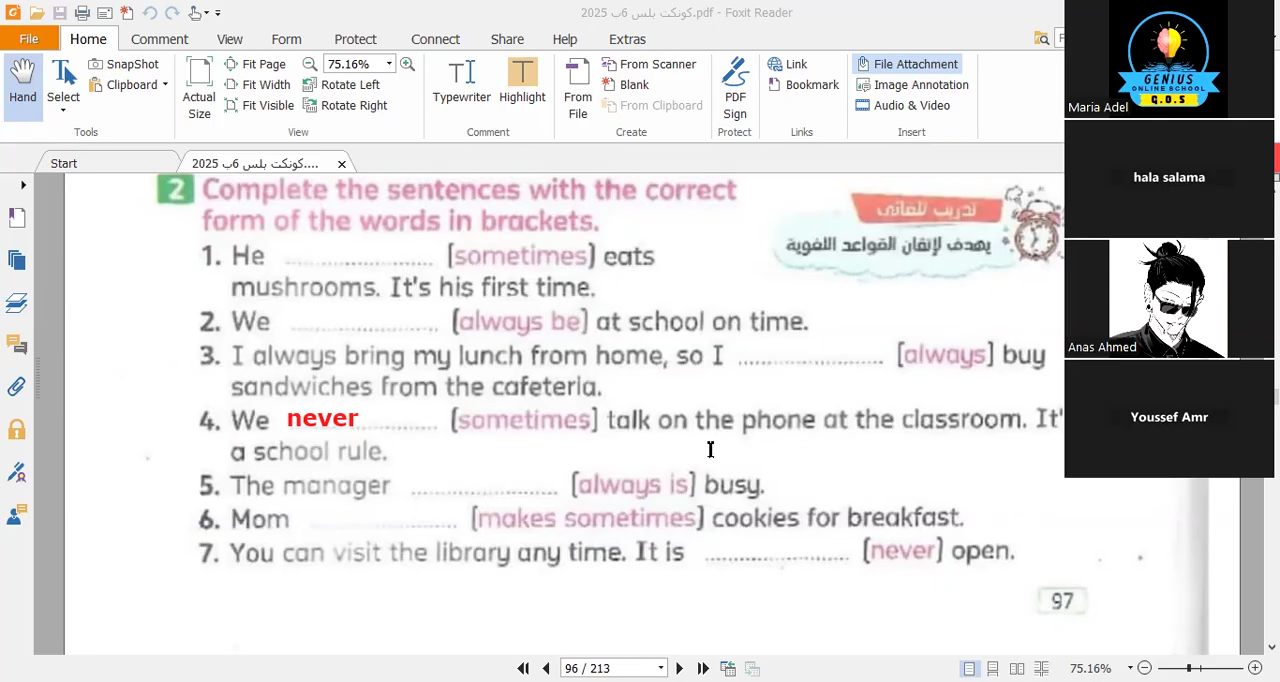 كونكت بلس 6ب 2025.pdf - Foxit Reader
File Home Comment View Form Protect Connect Share Help Extras
Hand
Select
SnapShot
Clipboard
Tools
Actual Size
Fit Page
Fit Width
Fit Visible
75.16%
Rotate Left
Rotate Right
View
Typewriter
Highlight
Comment
From File
From Scanner
Blank
From Clipboard
Create
PDF Sign
Protect
Link
Bookmark
Links
File Attachment
Image Annotation
Audio & Video
Insert
Start
كونكت بلس 6ب 2025....
2 Complete the sentences with the correct
form of the words in brackets.
تدريب تلقائى
يهدف لإتقان القواعد اللغوية
1. He .................... [sometimes] eats
mushrooms. It's his first time.
2. We .................... [always be] at school on time.
3. I always bring my lunch from home, so I .................... [always] buy
sandwiches from the cafeteria.
4. We never .......... [sometimes] talk on the phone at the classroom. It'
a school rule.
5. The manager .................... [always is] busy.
6. Mom .................... [makes sometimes] cookies for breakfast.
7. You can visit the library any time. It is .................... [never] open.
97
96 / 213
75.16%
GENIUS
ONLINE SCHOOL
G.O.S
Maria Adel
hala salama
Anas Ahmed
Youssef Amr